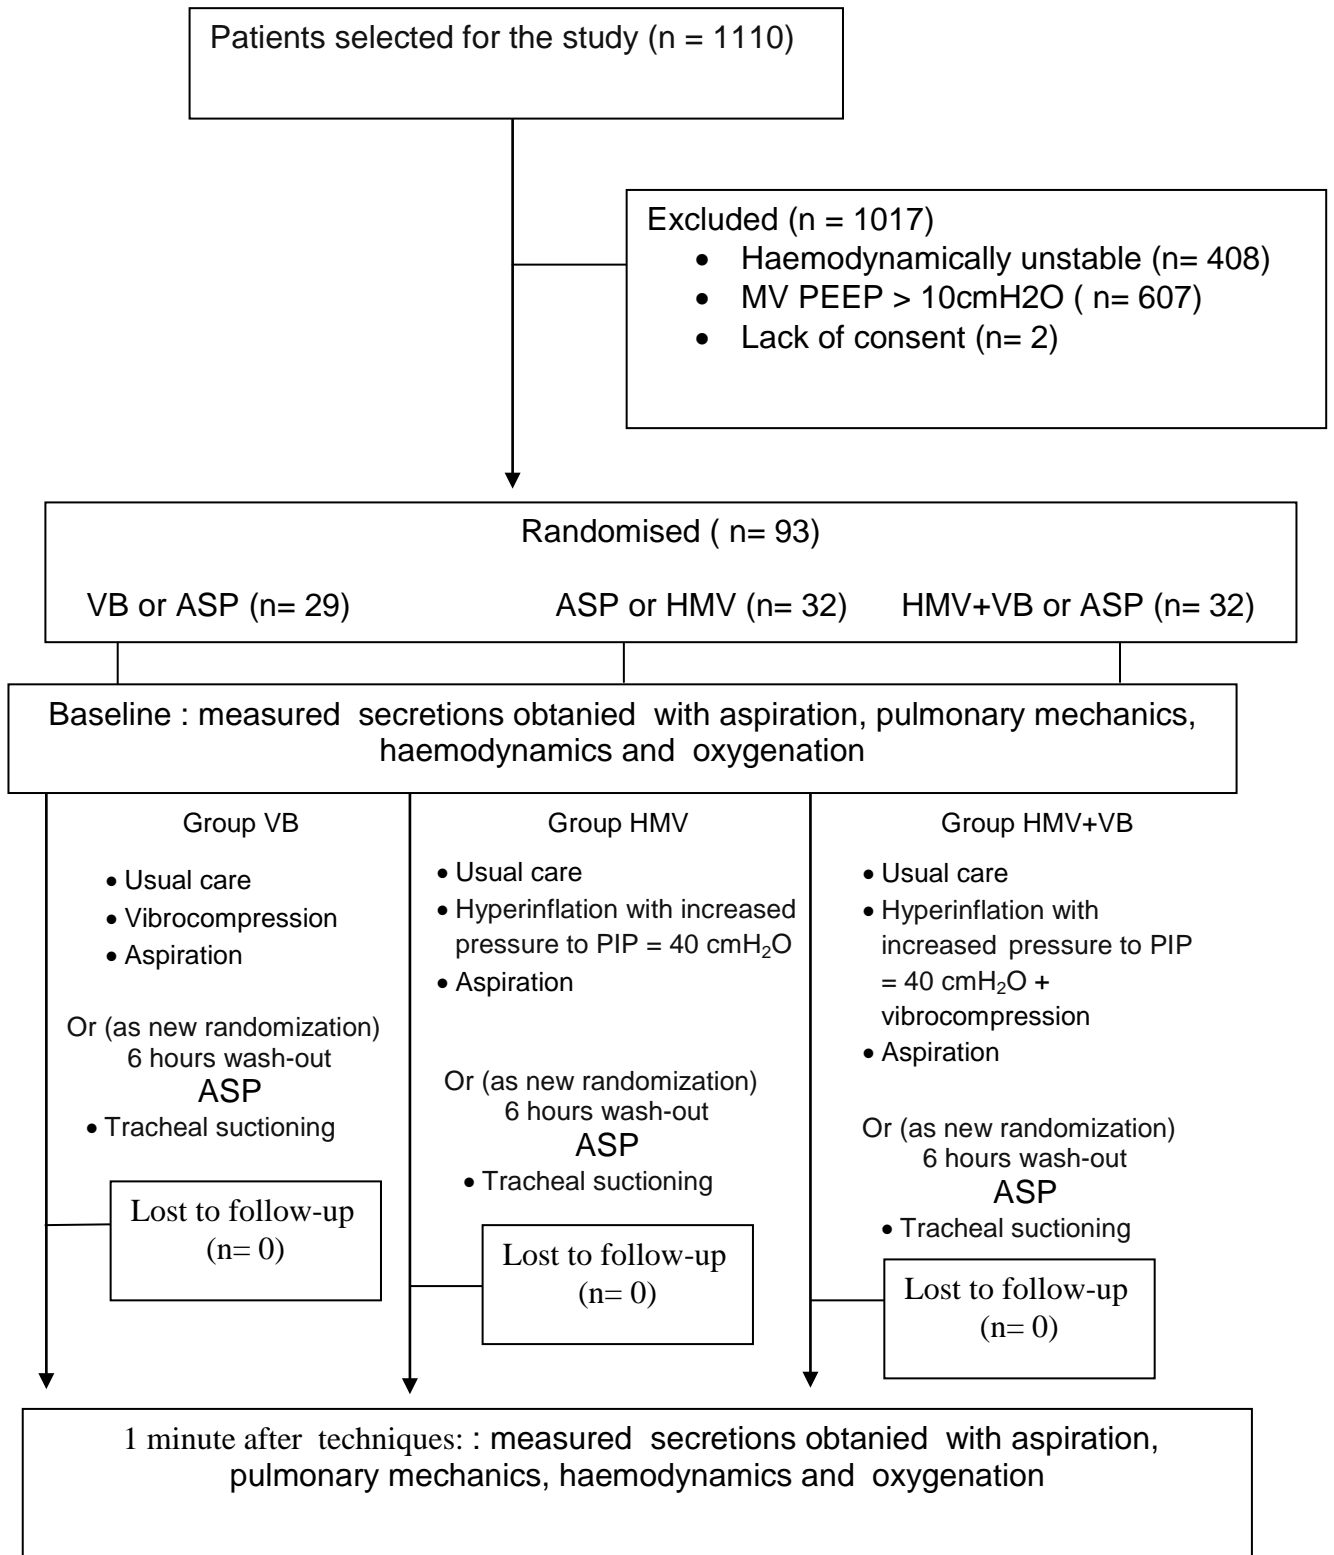 Patients selected for the study (n = 1110)
Excluded (n = 1017)
• Haemodynamically unstable (n= 408)
• MV PEEP > 10cmH2O ( n= 607)
• Lack of consent (n= 2)
Randomised ( n= 93)
VB or ASP (n= 29) ASP or HMV (n= 32) HMV+VB or ASP (n= 32)
Baseline : measured secretions obtanied with aspiration, pulmonary mechanics,
haemodynamics and oxygenation
Group VB
• Usual care
• Vibrocompression
• Aspiration
Or (as new randomization)
6 hours wash-out
ASP
• Tracheal suctioning
Lost to follow-up
(n= 0)
Group HMV
• Usual care
• Hyperinflation with increased
pressure to PIP = 40 cmH₂O
• Aspiration
Or (as new randomization)
6 hours wash-out
ASP
• Tracheal suctioning
Lost to follow-up
(n= 0)
Group HMV+VB
• Usual care
• Hyperinflation with
increased pressure to PIP
= 40 cmH₂O +
vibrocompression
• Aspiration
Or (as new randomization)
6 hours wash-out
ASP
• Tracheal suctioning
Lost to follow-up
(n= 0)
1 minute after techniques: : measured secretions obtanied with aspiration,
pulmonary mechanics, haemodynamics and oxygenation